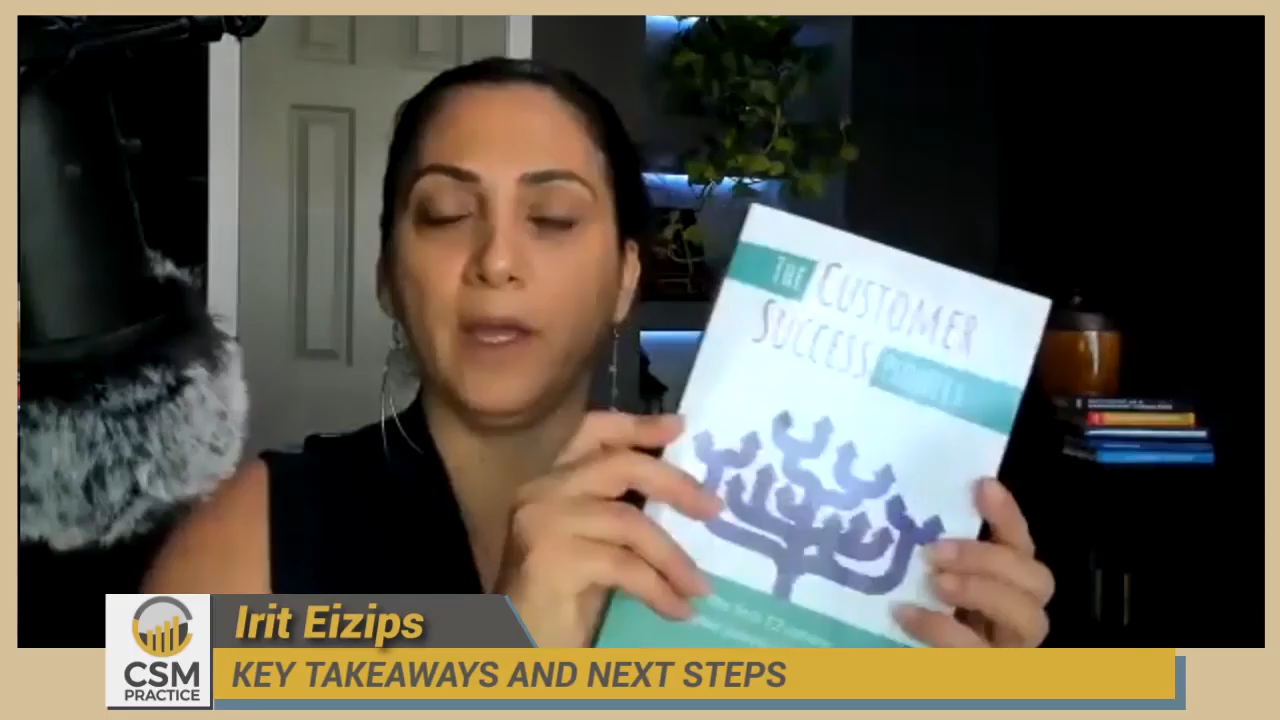 THE CUSTOMER
SUCCESS
Irit Eizips
KEY TAKEAWAYS AND NEXT STEPS
CSM
PRACTICE